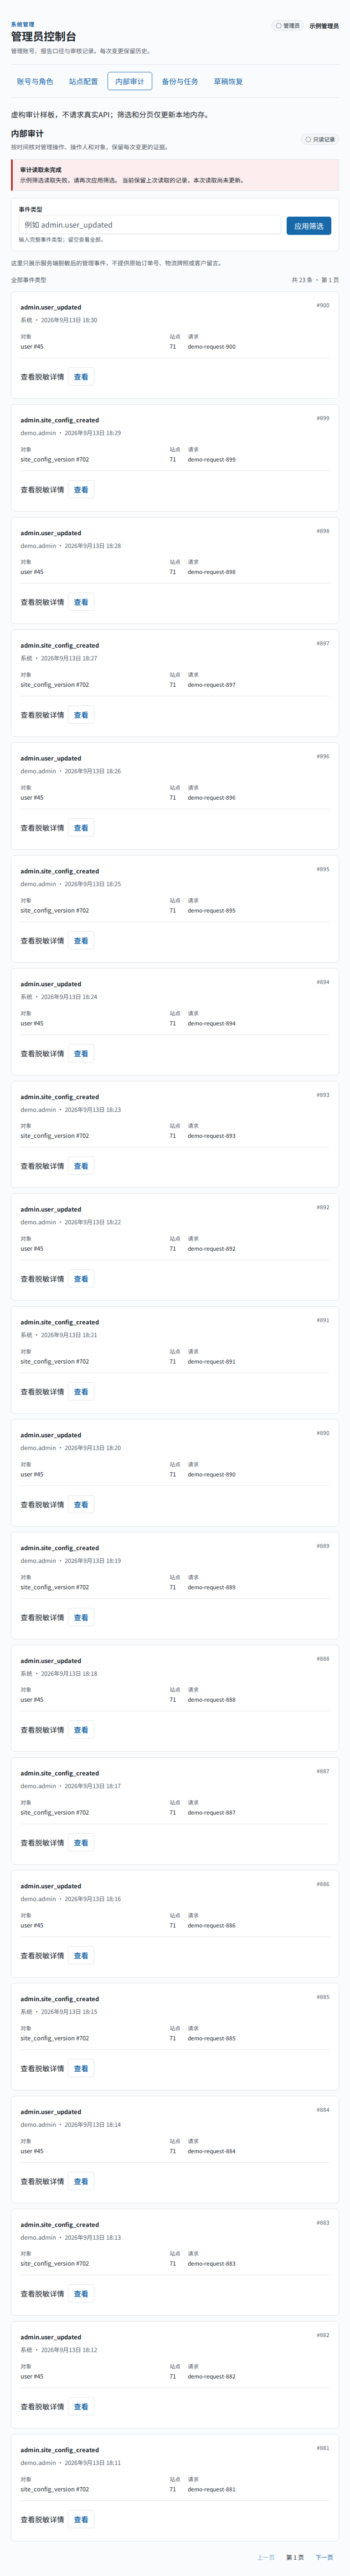 系统管理
管理员控制台
管理账号、报告口径与审核记录。每次变更保留历史。
管理员 示例管理员
账号与角色 站点配置 内部审计 备份与任务 草稿恢复
虚构审计样板，不请求真实API；筛选和分页仅更新本地内存。
内部审计
按时间核对管理操作、操作人和对象，保留每次变更的证据。
只读记录
审计读取未完成
示例筛选读取失败，请再次应用筛选。 当前保留上次读取的记录，本次读取尚未更新。
事件类型
例如 admin.user_updated
应用筛选
输入完整事件类型；留空查看全部。
这里只展示服务端脱敏后的管理事件，不提供原始订单号、物流牌照或客户留言。
全部事件类型 共 23 条 · 第 1 页
admin.user_updated #900
系统 · 2026年9月13日 18:30
对象 站点 请求
user #45 71 demo-request-900
查看脱敏详情 查看
admin.site_config_created #899
demo.admin · 2026年9月13日 18:29
对象 站点 请求
site_config_version #702 71 demo-request-899
查看脱敏详情 查看
admin.user_updated #898
demo.admin · 2026年9月13日 18:28
对象 站点 请求
user #45 71 demo-request-898
查看脱敏详情 查看
admin.site_config_created #897
系统 · 2026年9月13日 18:27
对象 站点 请求
site_config_version #702 71 demo-request-897
查看脱敏详情 查看
admin.user_updated #896
demo.admin · 2026年9月13日 18:26
对象 站点 请求
user #45 71 demo-request-896
查看脱敏详情 查看
admin.site_config_created #895
demo.admin · 2026年9月13日 18:25
对象 站点 请求
site_config_version #702 71 demo-request-895
查看脱敏详情 查看
admin.user_updated #894
系统 · 2026年9月13日 18:24
对象 站点 请求
user #45 71 demo-request-894
查看脱敏详情 查看
admin.site_config_created #893
demo.admin · 2026年9月13日 18:23
对象 站点 请求
site_config_version #702 71 demo-request-893
查看脱敏详情 查看
admin.user_updated #892
demo.admin · 2026年9月13日 18:22
对象 站点 请求
user #45 71 demo-request-892
查看脱敏详情 查看
admin.site_config_created #891
系统 · 2026年9月13日 18:21
对象 站点 请求
site_config_version #702 71 demo-request-891
查看脱敏详情 查看
admin.user_updated #890
demo.admin · 2026年9月13日 18:20
对象 站点 请求
user #45 71 demo-request-890
查看脱敏详情 查看
admin.site_config_created #889
demo.admin · 2026年9月13日 18:19
对象 站点 请求
site_config_version #702 71 demo-request-889
查看脱敏详情 查看
admin.user_updated #888
系统 · 2026年9月13日 18:18
对象 站点 请求
user #45 71 demo-request-888
查看脱敏详情 查看
admin.site_config_created #887
demo.admin · 2026年9月13日 18:17
对象 站点 请求
site_config_version #702 71 demo-request-887
查看脱敏详情 查看
admin.user_updated #886
demo.admin · 2026年9月13日 18:16
对象 站点 请求
user #45 71 demo-request-886
查看脱敏详情 查看
admin.site_config_created #885
系统 · 2026年9月13日 18:15
对象 站点 请求
site_config_version #702 71 demo-request-885
查看脱敏详情 查看
admin.user_updated #884
demo.admin · 2026年9月13日 18:14
对象 站点 请求
user #45 71 demo-request-884
查看脱敏详情 查看
admin.site_config_created #883
demo.admin · 2026年9月13日 18:13
对象 站点 请求
site_config_version #702 71 demo-request-883
查看脱敏详情 查看
admin.user_updated #882
系统 · 2026年9月13日 18:12
对象 站点 请求
user #45 71 demo-request-882
查看脱敏详情 查看
admin.site_config_created #881
demo.admin · 2026年9月13日 18:11
对象 站点 请求
site_config_version #702 71 demo-request-881
查看脱敏详情 查看
上一页 第 1 页 下一页